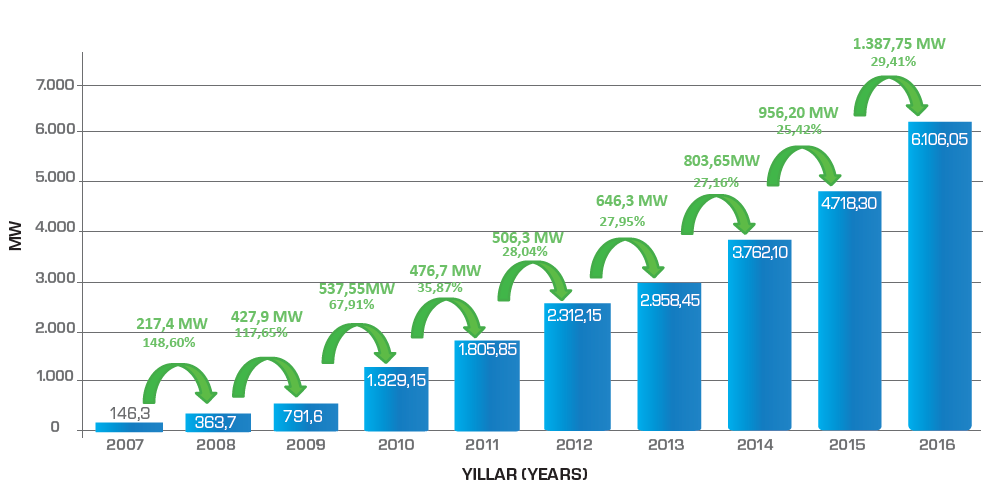 1.387,75 MW
29,41%
7.000
956,20 MW
25,42%
6.000
6.106,05
803,65MW
27,16%
5.000
646,3 MW
27,95%
4.718,30
4.000
506,3 MW
28,04%
3.762,10
476,7 MW
35,87%
3.000
537,55MW
67,91%
2.958,45
2.312,15
217,4 MW
148,60%
427,9 MW
117,65%
2.000
1.805,85
1.329,15
1.000
146,3
363,7
791,6
0
MW
2007 2008 2009 2010 2011 2012 2013 2014 2015 2016
YILLAR (YEARS)